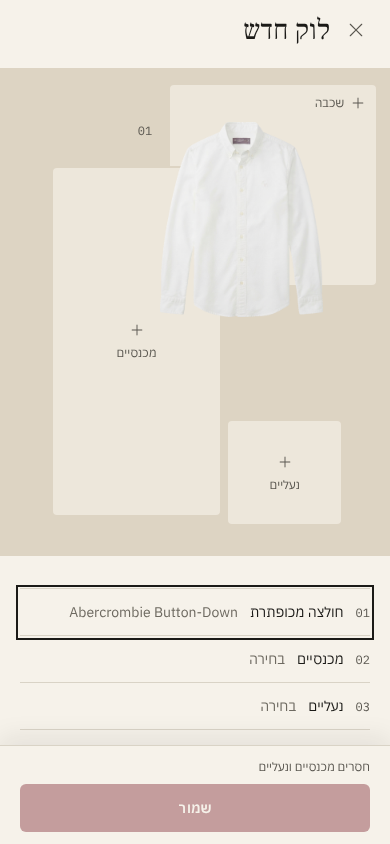 לוק חדש
שכבה
01
מכנסיים
נעליים
01 חולצה מכופתרת Abercrombie Button-Down
02 מכנסיים בחירה
03 נעליים בחירה
חסרים מכנסיים ונעליים
שמור